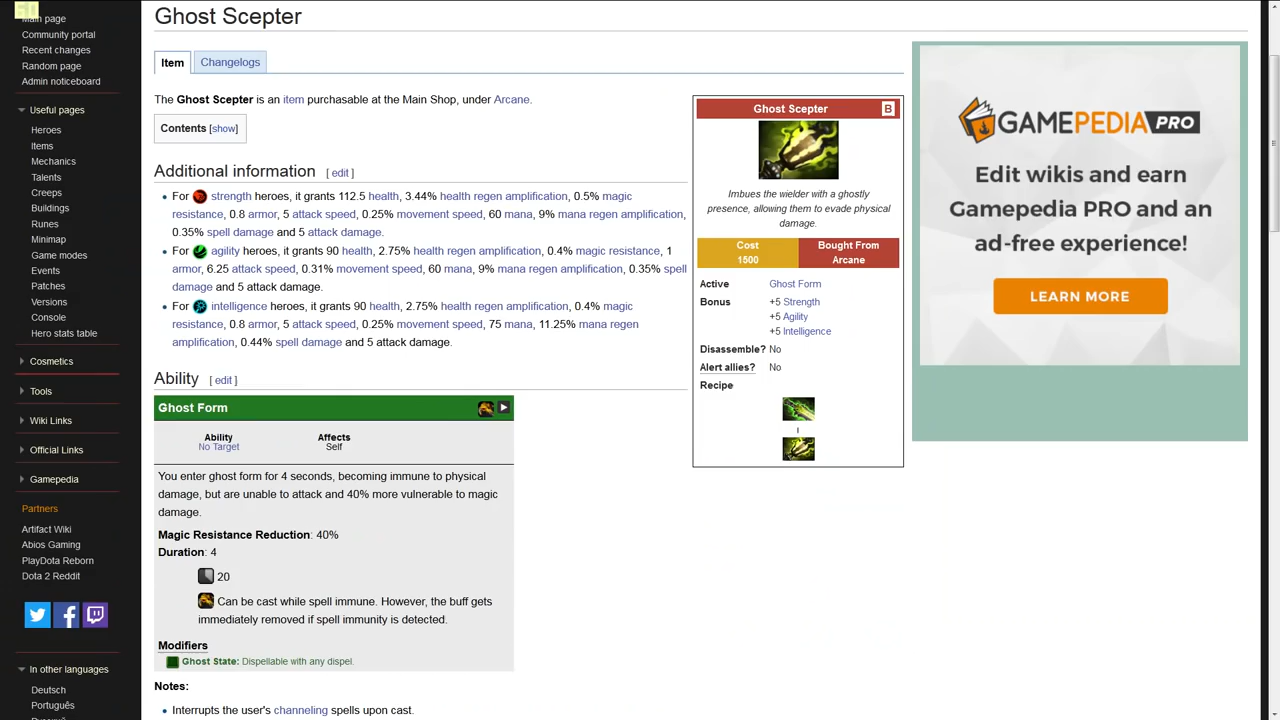 Main page
Community portal
Recent changes
Random page
Admin noticeboard
Useful pages
Heroes
Items
Mechanics
Talents
Creeps
Buildings
Runes
Minimap
Game modes
Events
Patches
Versions
Console
Hero stats table
Cosmetics
Tools
Wiki Links
Official Links
Gamepedia
Partners
Artifact Wiki
Abios Gaming
PlayDota Reborn
Dota 2 Reddit
In other languages
Deutsch
Português
Ghost Scepter
Item Changelogs
The Ghost Scepter is an item purchasable at the Main Shop, under Arcane.
Contents [show]
Additional information [ edit ]
For strength heroes, it grants 112.5 health, 3.44% health regen amplification, 0.5% magic
resistance, 0.8 armor, 5 attack speed, 0.25% movement speed, 60 mana, 9% mana regen amplification,
0.35% spell damage and 5 attack damage.
For agility heroes, it grants 90 health, 2.75% health regen amplification, 0.4% magic resistance, 1
armor, 6.25 attack speed, 0.31% movement speed, 60 mana, 9% mana regen amplification, 0.35% spell
damage and 5 attack damage.
For intelligence heroes, it grants 90 health, 2.75% health regen amplification, 0.4% magic
resistance, 0.8 armor, 5 attack speed, 0.25% movement speed, 75 mana, 11.25% mana regen
amplification, 0.44% spell damage and 5 attack damage.
Ability [ edit ]
Ghost Form
Ability Affects
No Target Self
You enter ghost form for 4 seconds, becoming immune to physical
damage, but are unable to attack and 40% more vulnerable to magic
damage.
Magic Resistance Reduction: 40%
Duration: 4
20
Can be cast while spell immune. However, the buff gets
immediately removed if spell immunity is detected.
Modifiers
Ghost State: Dispellable with any dispel.
Notes:
Interrupts the user's channeling spells upon cast.
Ghost Scepter B
Imbues the wielder with a ghostly
presence, allowing them to evade physical
damage.
Cost Bought From
1500 Arcane
Active Ghost Form
Bonus +5 Strength
+5 Agility
+5 Intelligence
Disassemble? No
Alert allies? No
Recipe
GAMEPEDIA PRO
Edit wikis and earn
Gamepedia PRO and an
ad-free experience!
LEARN MORE